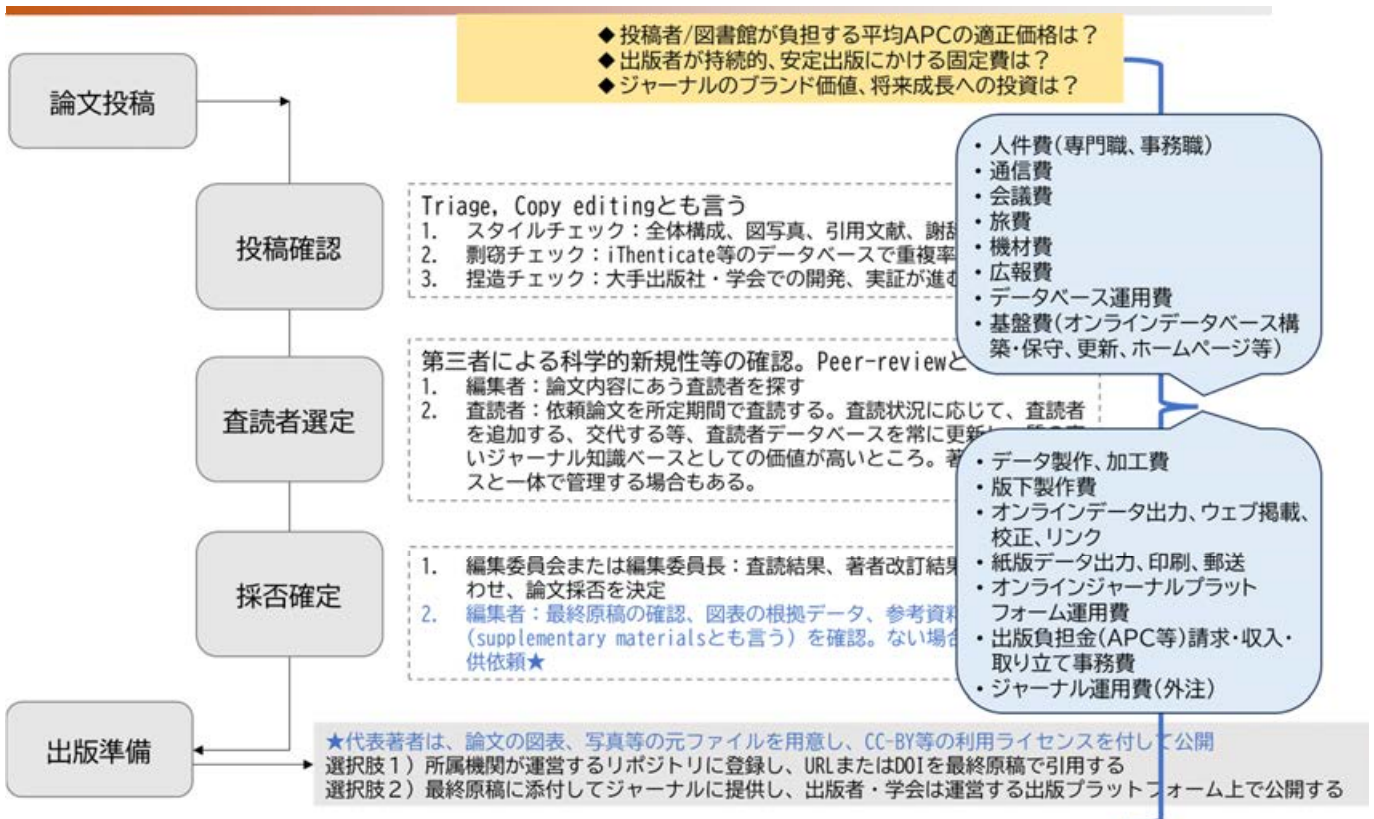 ◆投稿者/図書館が負担する平均APCの適正価格は？
◆出版者が持続的、安定出版にかける固定費は？
◆ジャーナルのブランド価値、将来成長への投資は？
論文投稿
投稿確認
Triage, Copy editingとも言う
1. スタイルチェック：全体構成、図写真、引用文献、謝辞
2. 剽窃チェック：iThenticate等のデータベースで重複率
3. 捏造チェック：大手出版社・学会での開発、実証が進む
・人件費(専門職、事務職)
・通信費
・会議費
・旅費
・機材費
・広報費
・データベース運用費
・基盤費(オンラインデータベース構
築・保守、更新、ホームページ等)
査読者選定
第三者による科学的新規性等の確認。Peer-reviewと
1. 編集者：論文内容にあう査読者を探す
2. 査読者：依頼論文を所定期間で査読する。査読状況に応じて、査読者
を追加する、交代する等、査読者データベースを常に更新
いジャーナル知識ベースとしての価値が高いところ。著
スと一体で管理する場合もある。
採否確定
1. 編集委員会または編集委員長：査読結果、著者改訂結果
わせ、論文採否を決定
2. 編集者：最終原稿の確認、図表の根拠データ、参考資料
(supplementary materialsとも言う) を確認。ない場合
供依頼★
・データ製作、加工費
・版下製作費
・オンラインデータ出力、ウェブ掲載、
校正、リンク
・紙版データ出力、印刷、郵送
・オンラインジャーナルプラット
フォーム運用費
・出版負担金(APC等)請求・収入・
取り立て事務費
・ジャーナル運用費(外注)
出版準備
★代表著者は、論文の図表、写真等の元ファイルを用意し、CC-BY等の利用ライセンスを付して公開
選択肢１）所属機関が運営するリポジトリに登録し、URLまたはDOIを最終原稿で引用する
選択肢２）最終原稿に添付してジャーナルに提供し、出版者・学会は運営する出版プラットフォーム上で公開する